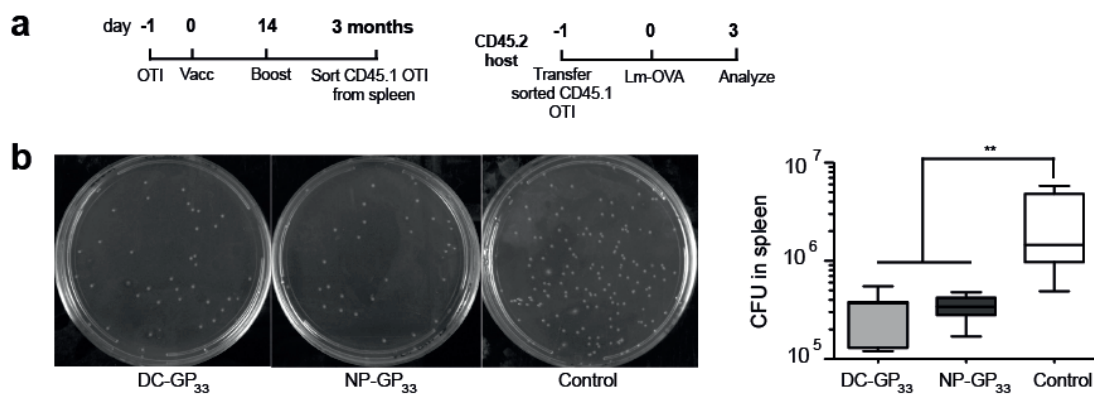 a
day -1 0 14 3 months
OTI Vacc Boost Sort CD45.1 OTI
from spleen
CD45.2
host
-1 0 3
Transfer
sorted CD45.1
OTI
Lm-OVA Analyze
b
DC-GP33 NP-GP33 Control
**
CFU in spleen
10^7
10^6
10^5
DC-GP33 NP-GP33 Control